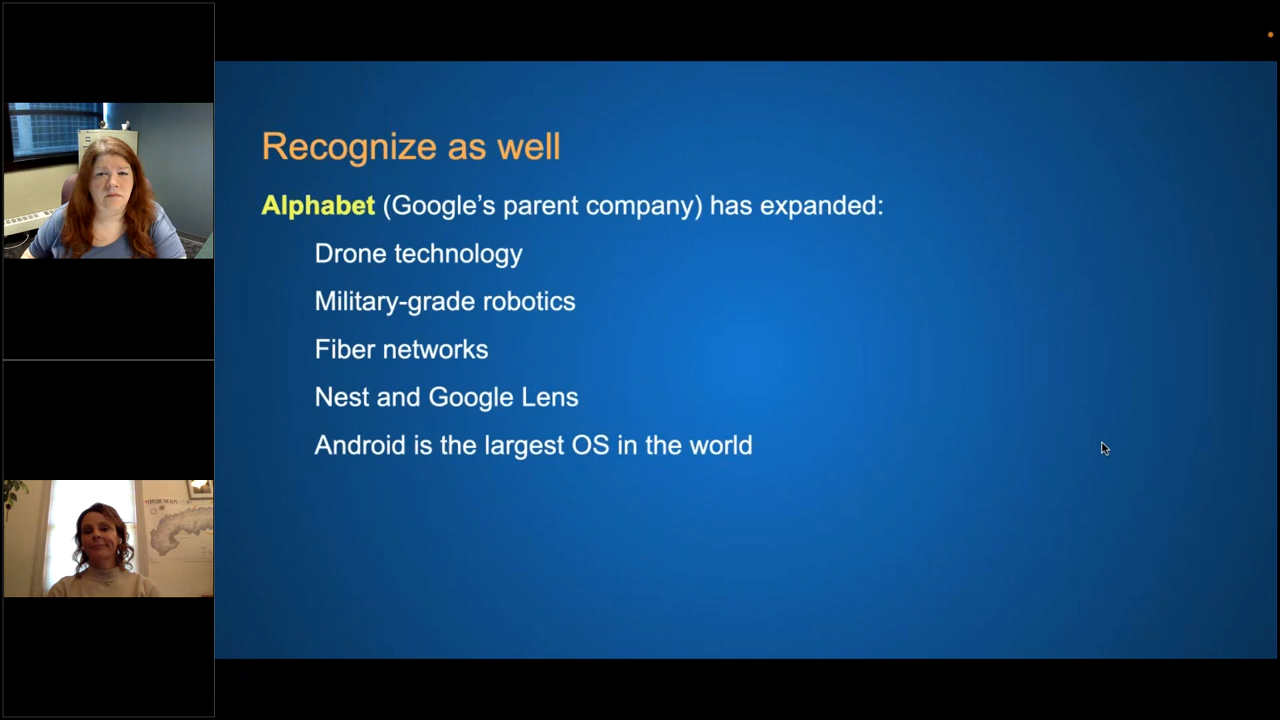 Recognize as well
Alphabet (Google's parent company) has expanded:
Drone technology
Military-grade robotics
Fiber networks
Nest and Google Lens
Android is the largest OS in the world